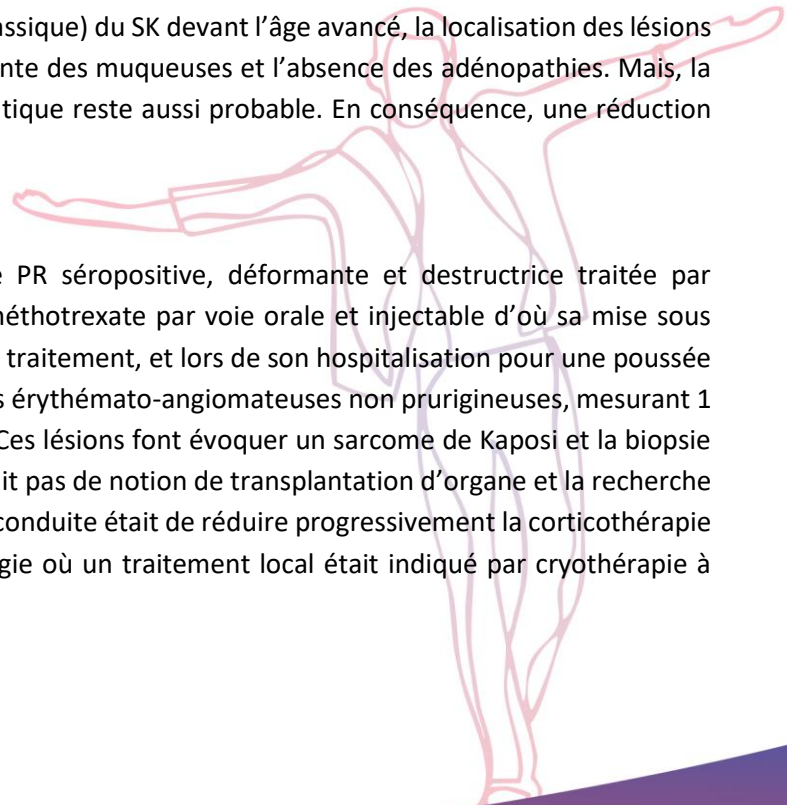 assique) du SK devant l’âge avancé, la localisation des lésions
nte des muqueuses et l’absence des adénopathies. Mais, la
tique reste aussi probable. En conséquence, une réduction
PR séropositive, déformante et destructrice traitée par
méthotrexate par voie orale et injectable d’où sa mise sous
traitement, et lors de son hospitalisation pour une poussée
s érythémato-angiomateuses non prurigineuses, mesurant 1
Ces lésions font évoquer un sarcome de Kaposi et la biopsie
it pas de notion de transplantation d’organe et la recherche
conduite était de réduire progressivement la corticothérapie
gie où un traitement local était indiqué par cryothérapie à